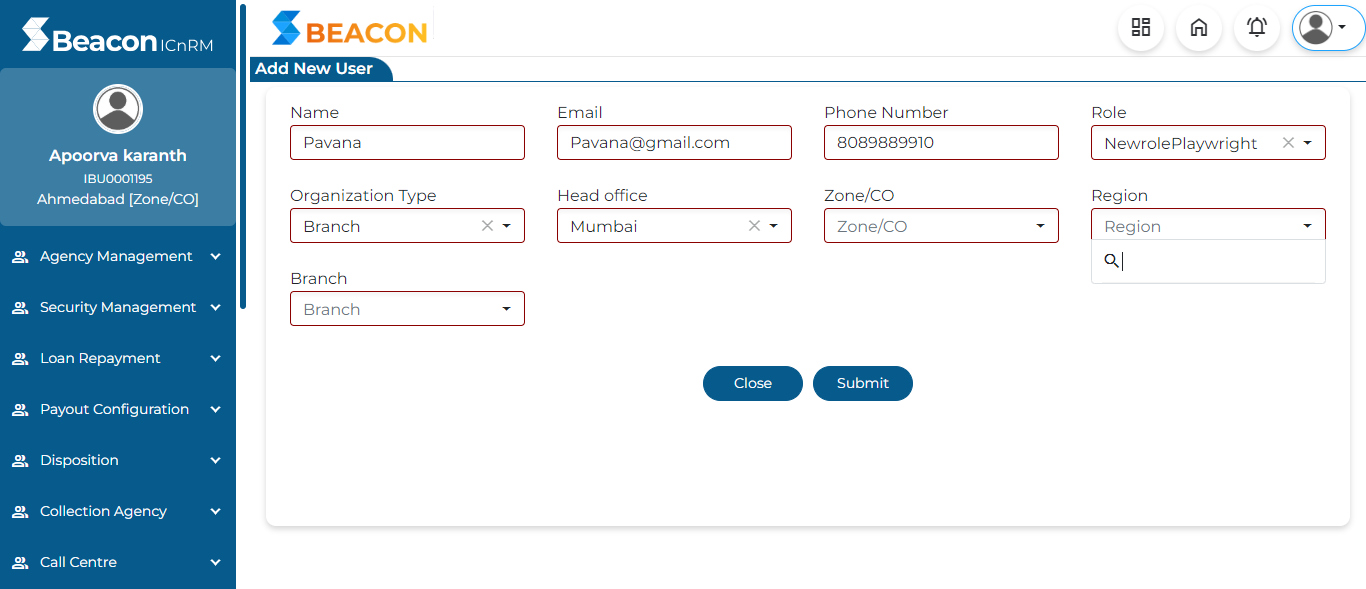 Beacon ICnRM
Apoorva karanth
IBU0001195
Ahmedabad [Zone/CO]
Agency Management
Security Management
Loan Repayment
Payout Configuration
Disposition
Collection Agency
Call Centre
BEACON
Add New User
Name
Email
Phone Number
Role
Pavana
Pavana@gmail.com
8089889910
NewrolePlaywright
Organization Type
Head office
Zone/CO
Region
Branch
Mumbai
Zone/CO
Region
Branch
Branch
Close
Submit